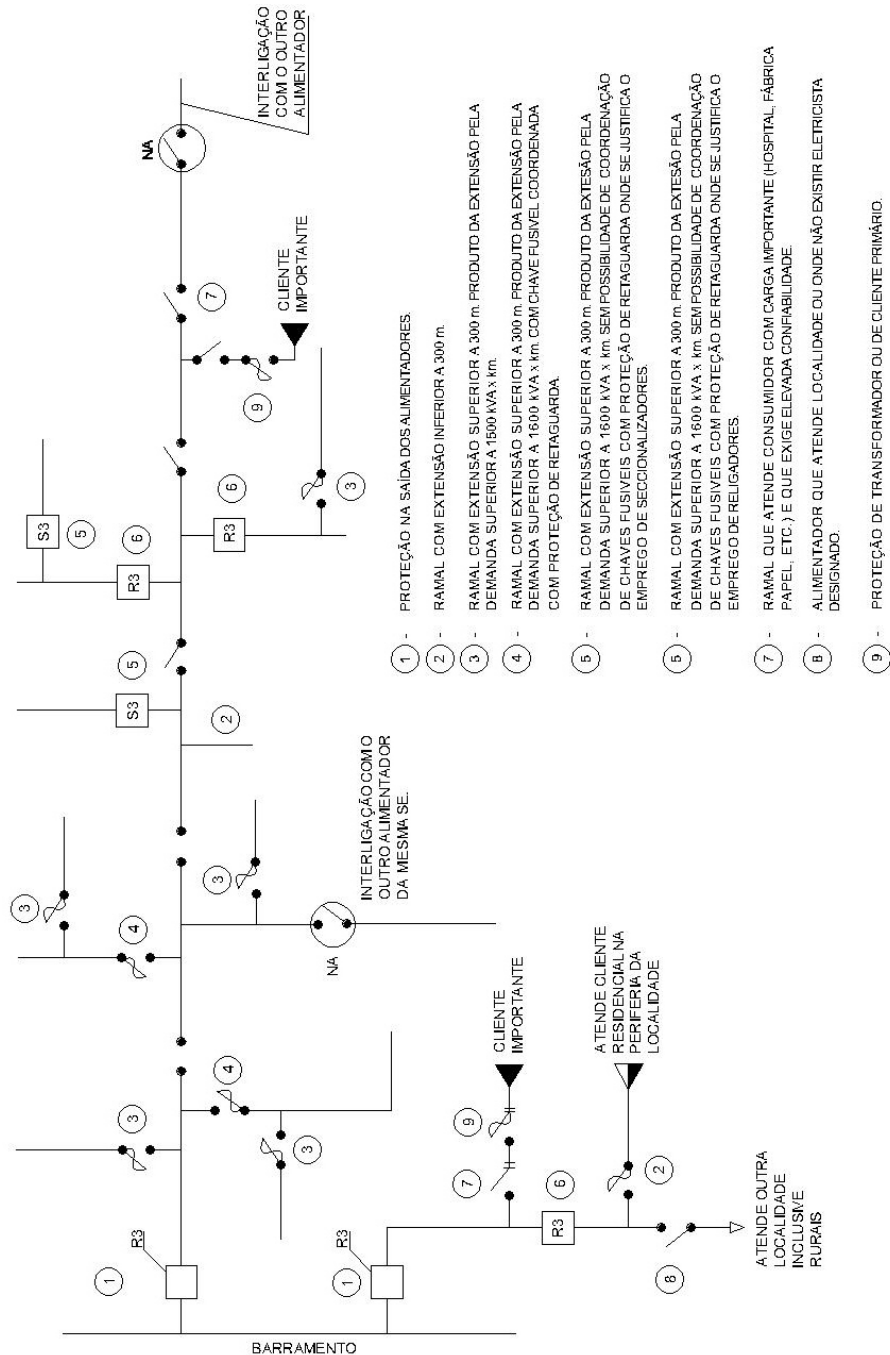 BARRAMENTO
1
R3
1
R3
3
4
3
3
4
3
NA
INTERLIGAÇÃO COM O
OUTRO ALIMENTADOR
DA MESMA SE.
2
S3
5
R3
6
S3
5
6
R3
3
9
CLIENTE
IMPORTANTE
7
NA
INTERLIGAÇÃO
COM O OUTRO
ALIMENTADOR
7
9
CLIENTE
IMPORTANTE
R3
6
2
ATENDE CLIENTE
RESIDENCIAL NA
PERIFERIA DA
LOCALIDADE
8
ATENDE OUTRA
LOCALIDADE
INCLUSIVE
RURAIS
1 - PROTEÇÃO NA SAÍDA DOS ALIMENTADORES.
2 - RAMAL COM EXTENSÃO INFERIOR A 300 m.
3 - RAMAL COM EXTENSÃO SUPERIOR A 300 m. PRODUTO DA EXTENSÃO PELA
DEMANDA SUPERIOR A 1600 kVA x km.
4 - RAMAL COM EXTENSÃO SUPERIOR A 300 m. PRODUTO DA EXTENSÃO PELA
DEMANDA SUPERIOR A 1600 kVA x km. COM CHAVE FUSIVEL COORDENADA
COM PROTEÇÃO DE RETAGUARDA.
5 - RAMAL COM EXTENSÃO SUPERIOR A 300 m. PRODUTO DA EXTESÃO PELA
DEMANDA SUPERIOR A 1600 kVA x km. SEM POSSIBILIDADE DE COORDENAÇÃO
DE CHAVES FUSIVEIS COM PROTEÇÃO DE RETAGUARDA ONDE SE JUSTIFICA O
EMPREGO DE SECCIONALIZADORES.
5 - RAMAL COM EXTENSÃO SUPERIOR A 300 m. PRODUTO DA EXTESÃO PELA
DEMANDA SUPERIOR A 1600 kVA x km. SEM POSSIBILIDADE DE COORDENAÇÃO
DE CHAVES FUSIVEIS COM PROTEÇÃO DE RETAGUARDA ONDE SE JUSTIFICA O
EMPREGO DE RELIGADORES.
7 - RAMAL QUE ATENDE CONSUMIDOR COM CARGA IMPORTANTE (HOSPITAL, FÁBRICA
PAPEL, ETC.) E QUE EXIGE ELEVADA CONFIABILIDADE.
8 - ALIMENTADOR QUE ATENDE LOCALIDADE OU ONDE NÃO EXISTIR ELETRICISTA
DESIGNADO.
9 - PROTEÇÃO DE TRANSFORMADOR OU DE CLIENTE PRIMÁRIO.